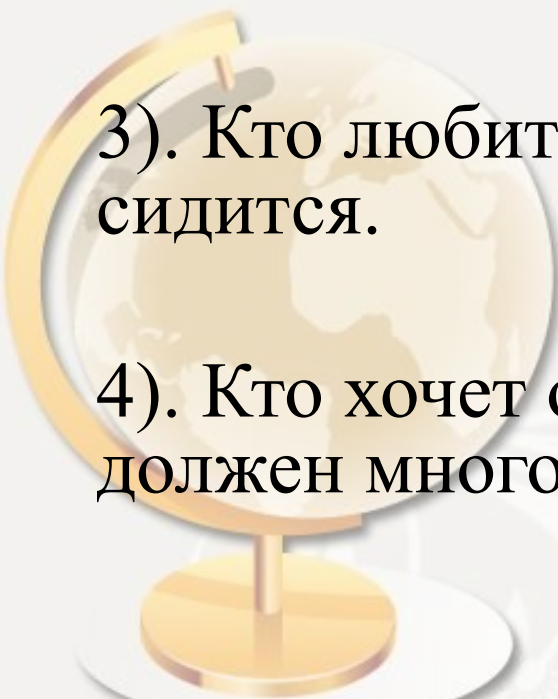 3). Кто любит
сидится.
4). Кто хочет
должен много